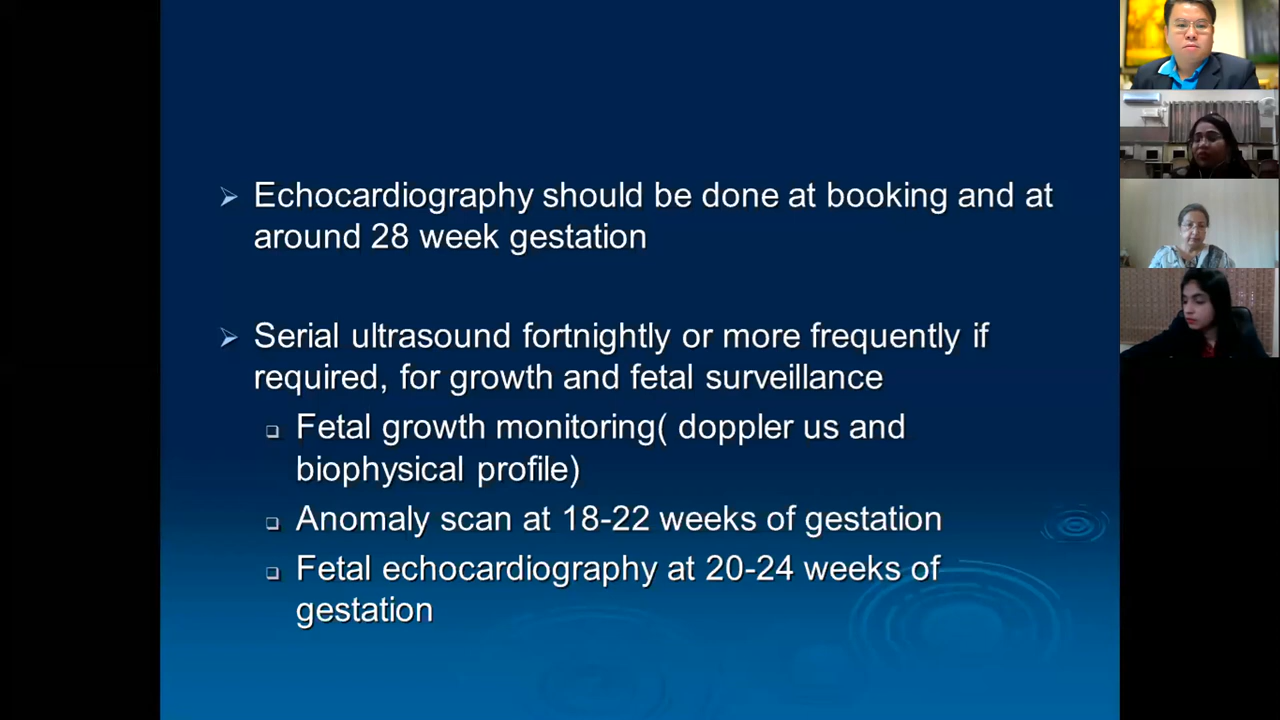 Echocardiography should be done at booking and at
around 28 week gestation
Serial ultrasound fortnightly or more frequently if
required, for growth and fetal surveillance
Fetal growth monitoring( doppler us and
biophysical profile)
Anomaly scan at 18-22 weeks of gestation
Fetal echocardiography at 20-24 weeks of
gestation